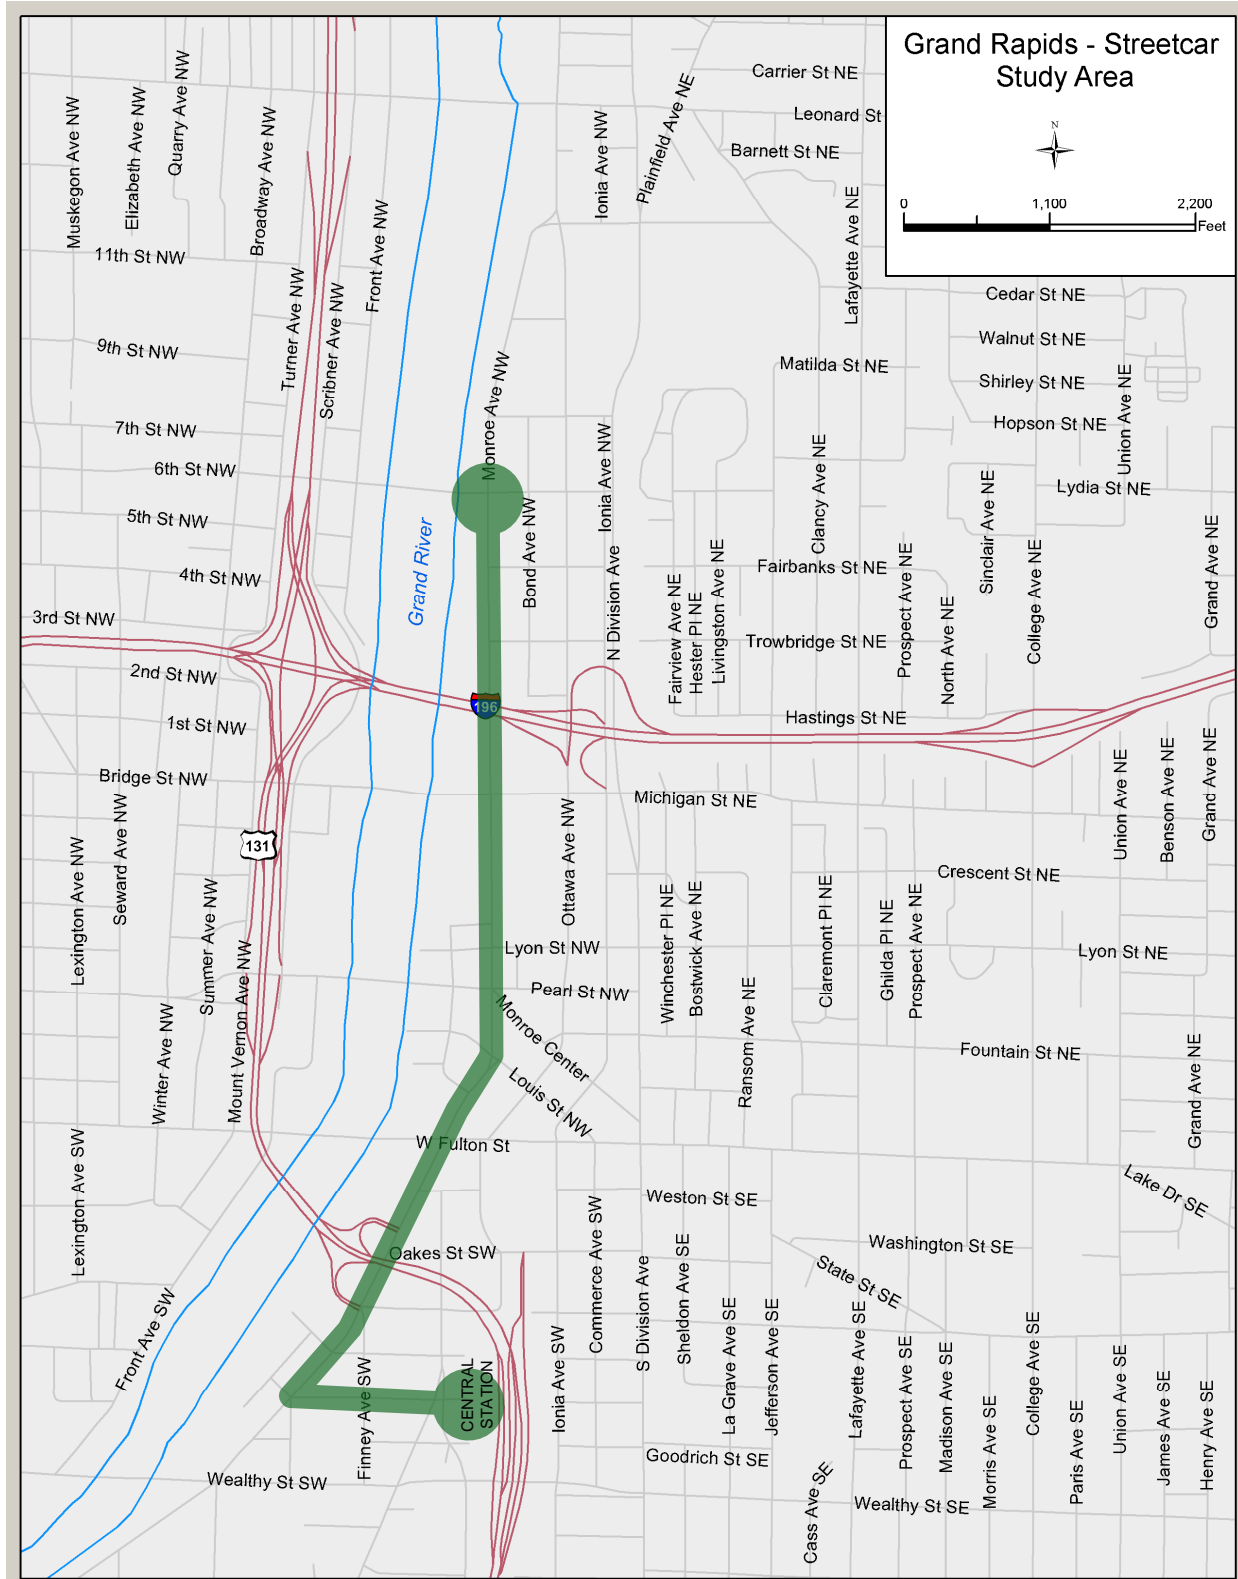 Grand Rapids - Streetcar
Study Area
N
0
1,100
2,200
Feet
Carrier St NE
Leonard St
Barnett St NE
Plainfield Ave NE
Ionia Ave NW
Lafayette Ave NE
Muskegon Ave NW
Elizabeth Ave NW
Quarry Ave NW
Broadway Ave NW
Front Ave NW
11th St NW
Turner Ave NW
Scribner Ave NW
Cedar St NE
Walnut St NE
9th St NW
Matilda St NE
Shirley St NE
Union Ave NE
Monroe Ave NW
Hopson St NE
7th St NW
6th St NW
Ionia Ave NW
Clancy Ave NE
Lydia St NE
5th St NW
Grand River
Bond Ave NW
Sinclair Ave NE
Grand Ave NE
4th St NW
N Division Ave
Fairbanks St NE
Prospect Ave NE
College Ave NE
3rd St NW
Fairview Ave NE
Hester Pl NE
Livingston Ave NE
Trowbridge St NE
North Ave NE
2nd St NW
196
1st St NW
Hastings St NE
Bridge St NW
Michigan St NE
Union Ave NE
Benson Ave NE
Grand Ave NE
131
Lexington Ave NW
Seward Ave NW
Ottawa Ave NW
Crescent St NE
Summer Ave NW
Mount Vernon Ave NW
Lyon St NW
Winchester Pl NE
Bostwick Ave NE
Claremont Pl NE
Ghilda Pl NE
Prospect Ave NE
Lyon St NE
Pearl St NW
Monroe Center
Ransom Ave NE
Winter Ave NW
Fountain St NE
Grand Ave NE
Louis St NW
W Fulton St
Lexington Ave SW
Weston St SE
Lake Dr SE
Oakes St SW
Commerce Ave SW
Washington St SE
S Division Ave
Sheldon Ave SE
State St SE
Front Ave SW
Finney Ave SW
CENTRAL
STATION
Ionia Ave SW
La Grave Ave SE
Jefferson Ave SE
Lafayette Ave SE
Prospect Ave SE
Madison Ave SE
Morris Ave SE
College Ave SE
Paris Ave SE
Union Ave SE
James Ave SE
Henry Ave SE
Goodrich St SE
Wealthy St SW
Cass Ave SE
Wealthy St SE